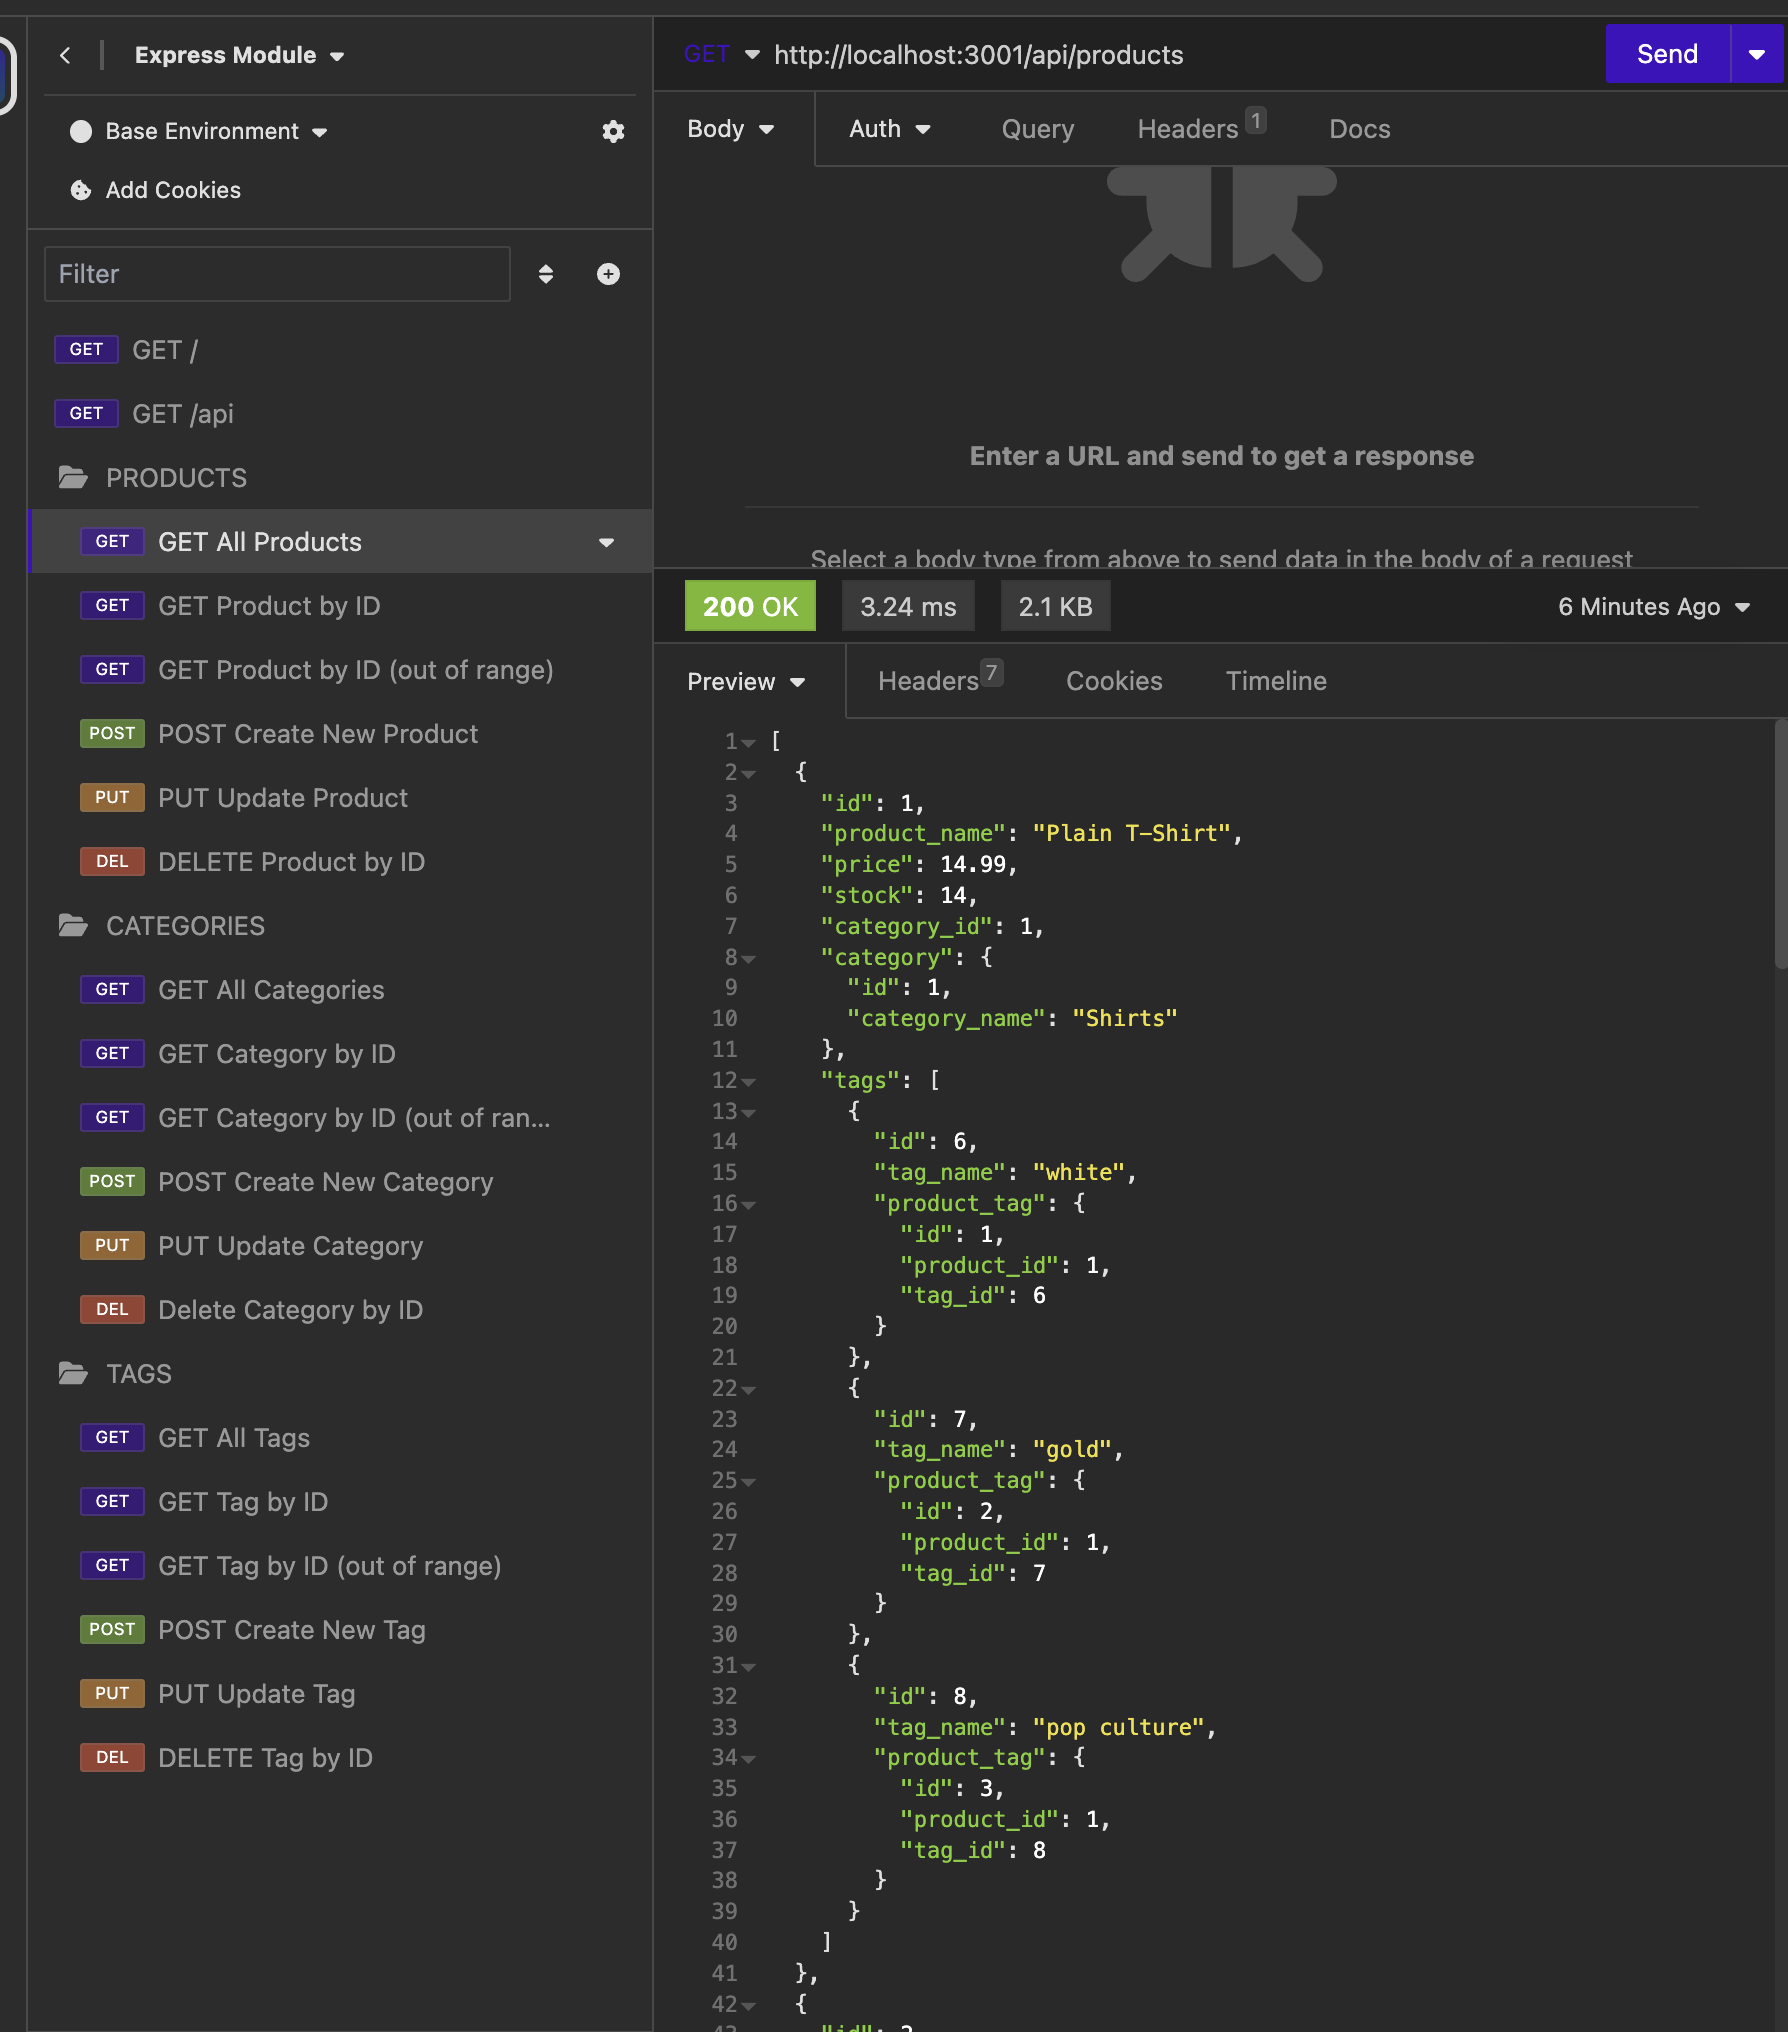 Express Module
Base Environment
Add Cookies
Filter
GET GET /
GET GET /api
PRODUCTS
GET GET All Products
GET GET Product by ID
GET GET Product by ID (out of range)
POST POST Create New Product
PUT PUT Update Product
DEL DELETE Product by ID
CATEGORIES
GET GET All Categories
GET GET Category by ID
GET GET Category by ID (out of ran...
POST POST Create New Category
PUT PUT Update Category
DEL Delete Category by ID
TAGS
GET GET All Tags
GET GET Tag by ID
GET GET Tag by ID (out of range)
POST POST Create New Tag
PUT PUT Update Tag
DEL DELETE Tag by ID
GET http://localhost:3001/api/products Send
Body Auth Query Headers 1 Docs
Enter a URL and send to get a response
Select a body type from above to send data in the body of a request
200 OK 3.24 ms 2.1 KB 6 Minutes Ago
Preview Headers 7 Cookies Timeline
1 [
2 {
3 "id": 1,
4 "product_name": "Plain T-Shirt",
5 "price": 14.99,
6 "stock": 14,
7 "category_id": 1,
8 "category": {
9 "id": 1,
10 "category_name": "Shirts"
11 },
12 "tags": [
13 {
14 "id": 6,
15 "tag_name": "white",
16 "product_tag": {
17 "id": 1,
18 "product_id": 1,
19 "tag_id": 6
20 }
21 },
22 {
23 "id": 7,
24 "tag_name": "gold",
25 "product_tag": {
26 "id": 2,
27 "product_id": 1,
28 "tag_id": 7
29 }
30 },
31 {
32 "id": 8,
33 "tag_name": "pop culture",
34 "product_tag": {
35 "id": 3,
36 "product_id": 1,
37 "tag_id": 8
38 }
39 }
40 ]
41 },
42 {